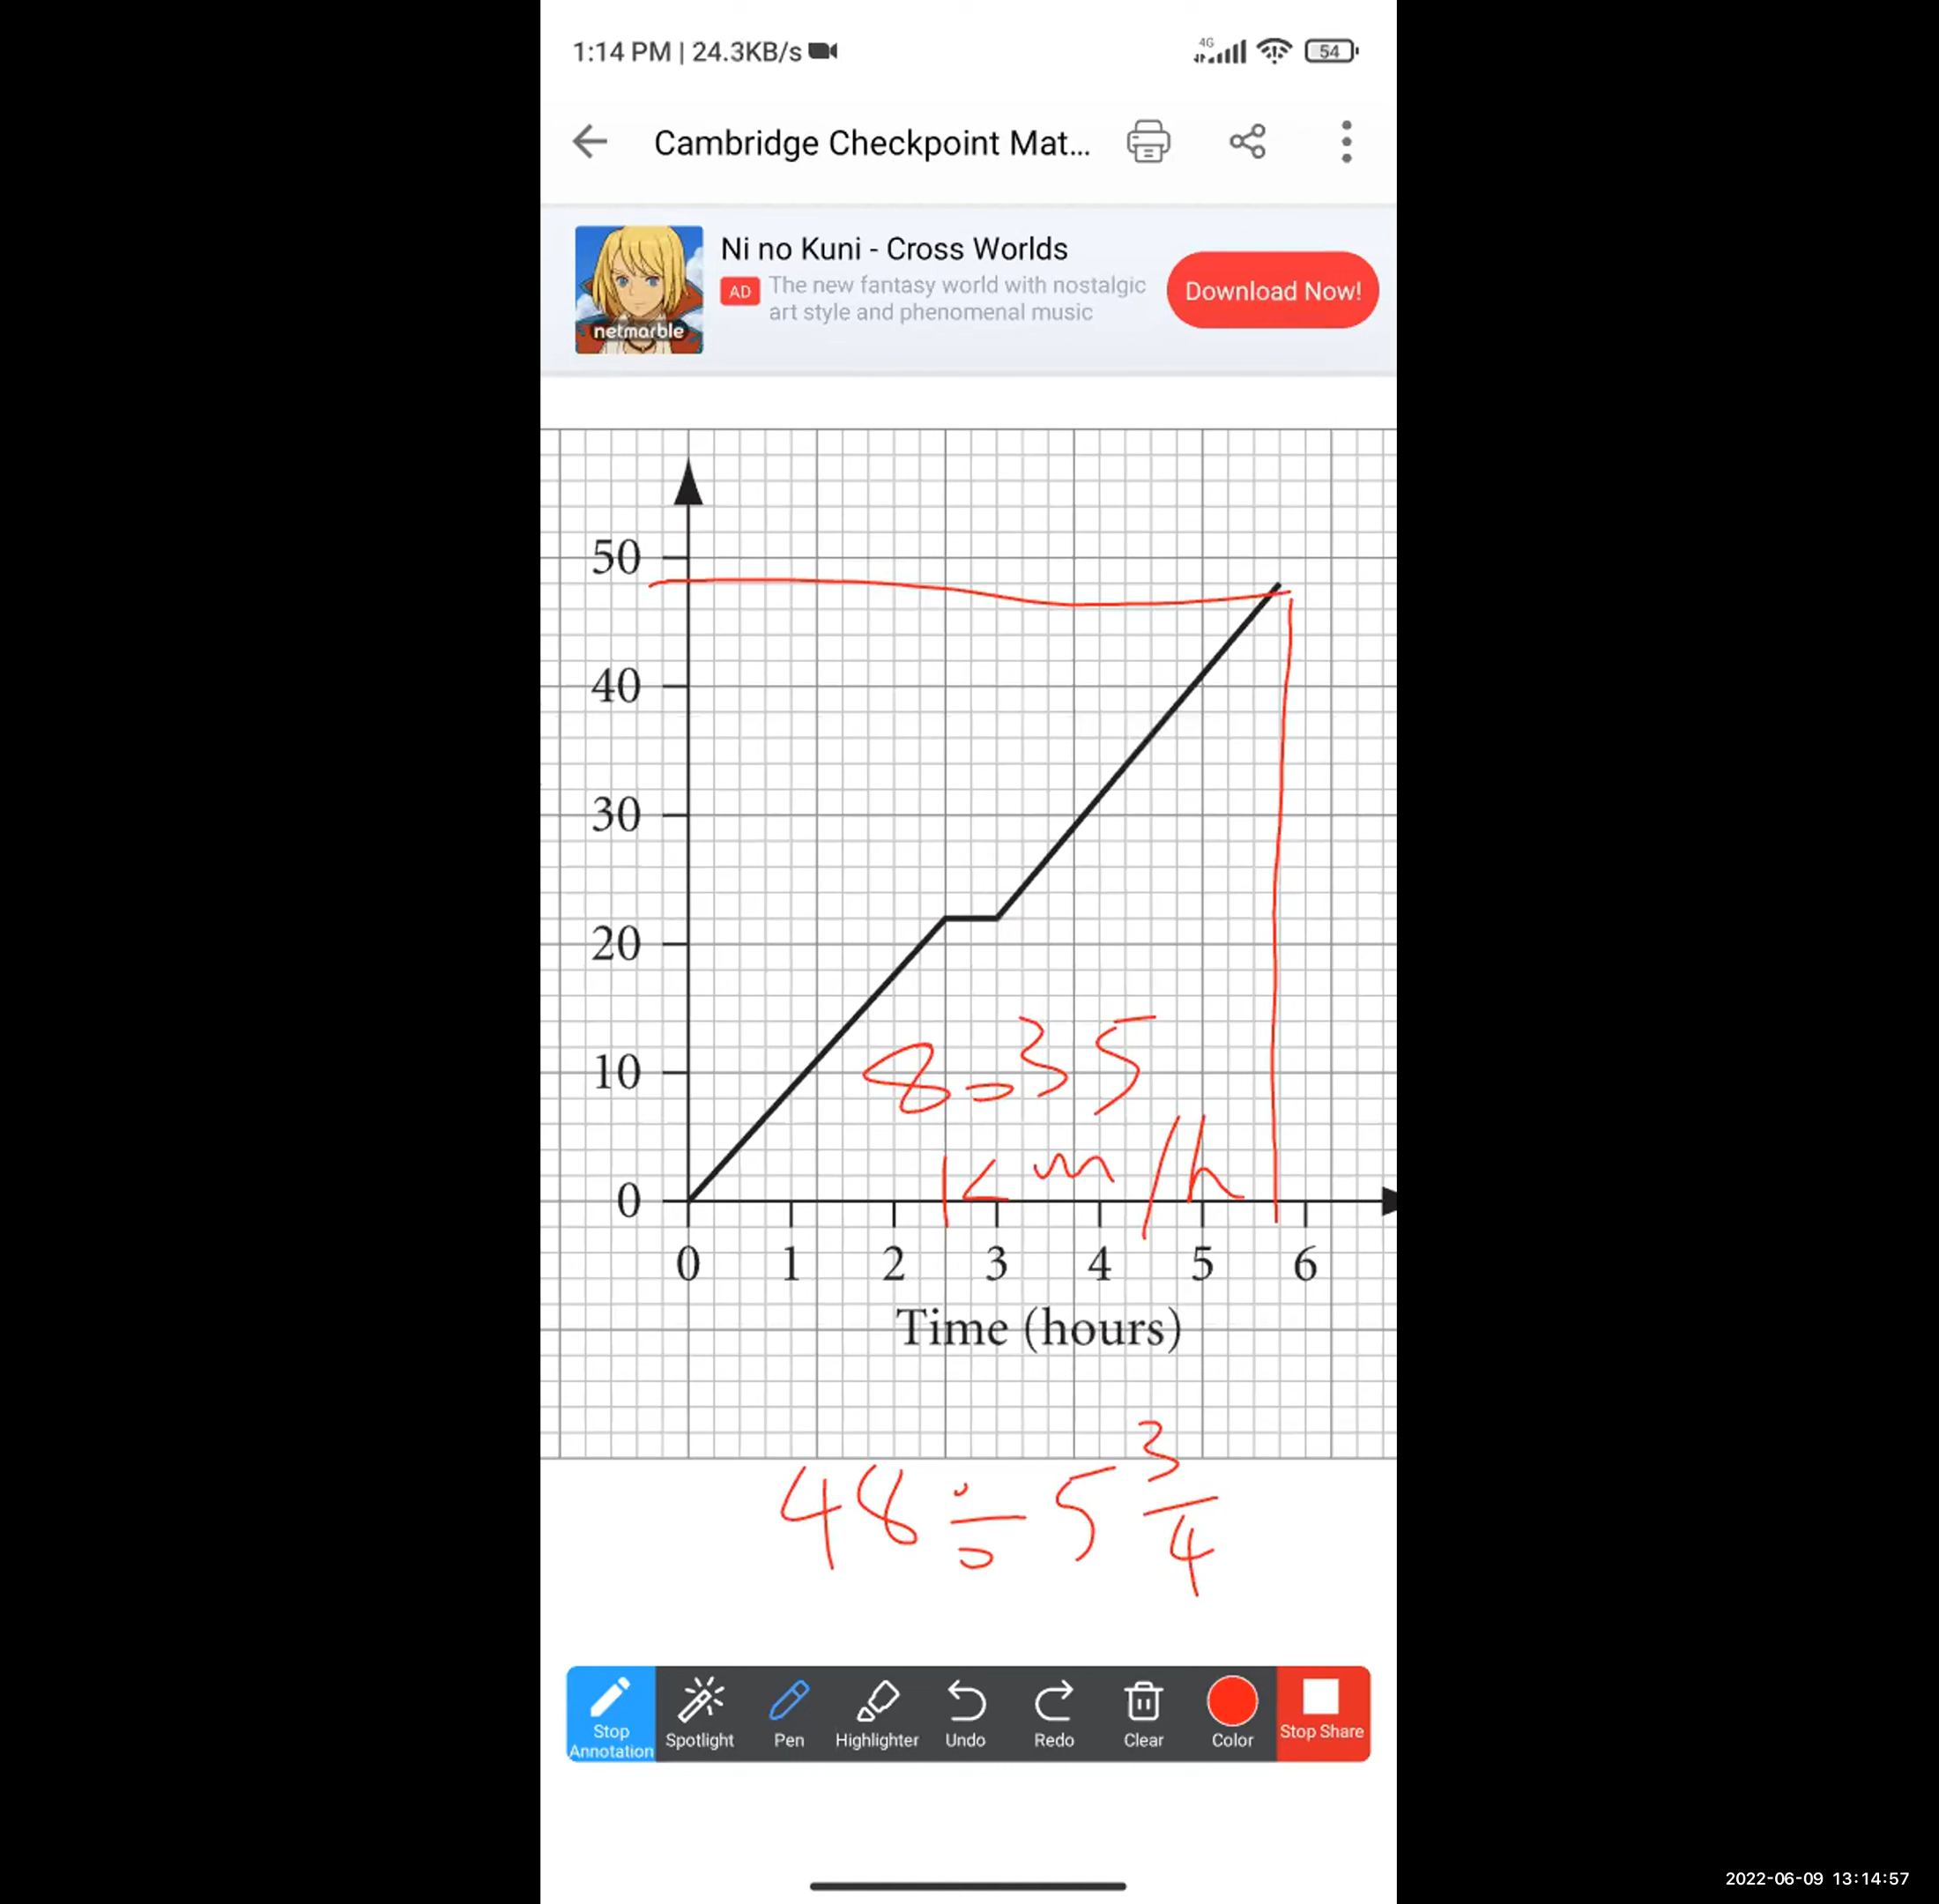 1:14 PM | 24.3KB/s
4G
54
Cambridge Checkpoint Mat...
Ni no Kuni - Cross Worlds
AD The new fantasy world with nostalgic
art style and phenomenal music
Download Now!
netmarble
50
40
30
20
10
0
8.35
km/h
0 1 2 3 4 5 6
Time (hours)
48 ÷ 5 3/4
Stop Annotation
Spotlight
Pen
Highlighter
Undo
Redo
Clear
Color
Stop Share
2022-06-09 13:14:57